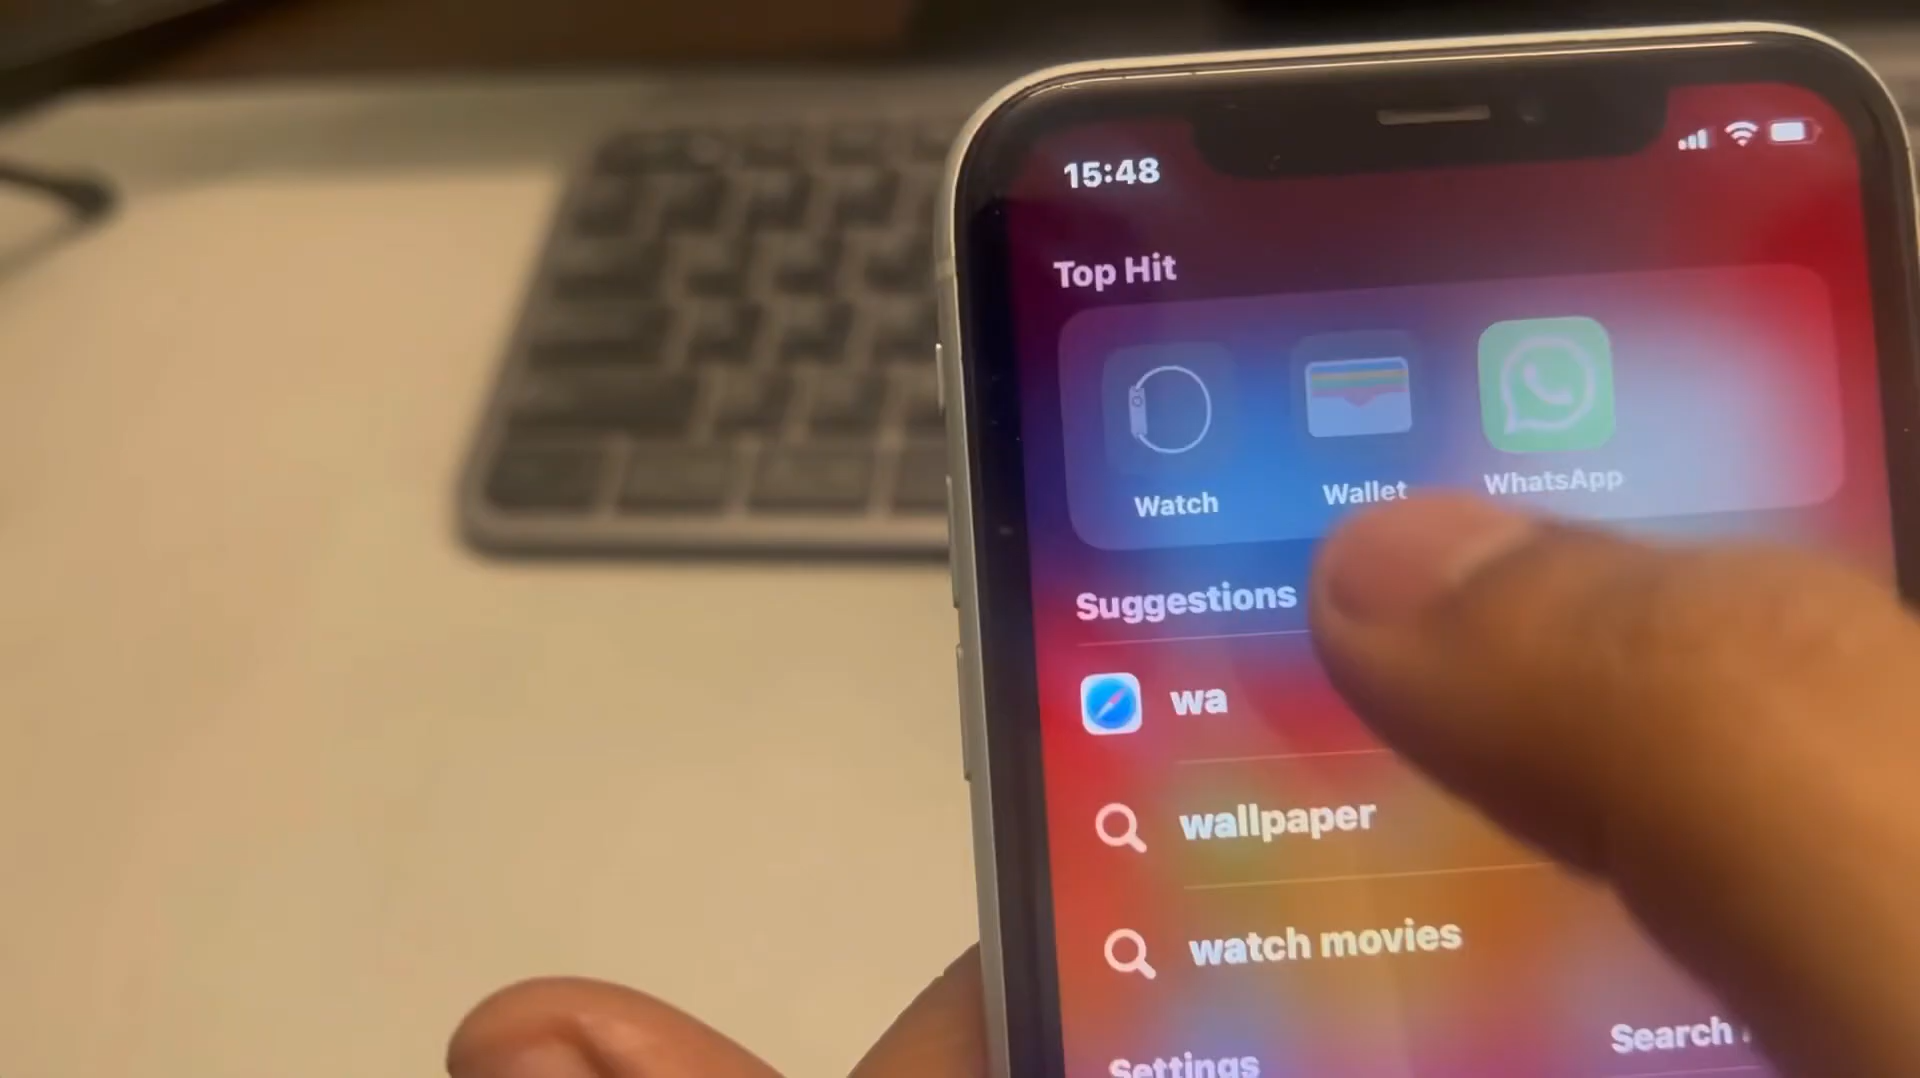 15:48
Top Hit
Watch Wallet WhatsApp
Suggestions
wa
wallpaper
watch movies
Settings Search